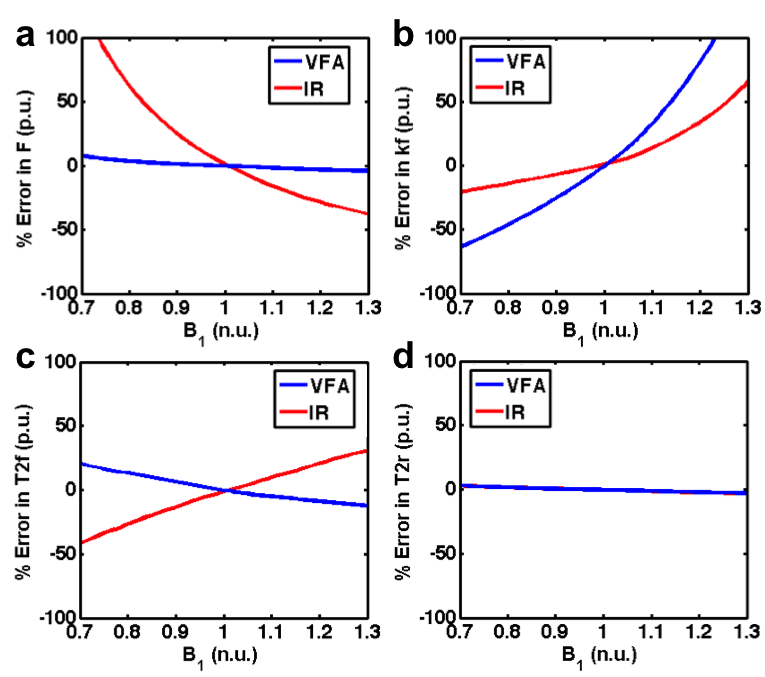 a
% Error in F (p.u.)
100
50
0
-50
-100
VFA
IR
0.7 0.8 0.9 1 1.1 1.2 1.3
B1 (n.u.)
b
% Error in kf (p.u.)
100
50
0
-50
-100
VFA
IR
0.7 0.8 0.9 1 1.1 1.2 1.3
B1 (n.u.)
c
% Error in T2f (p.u.)
100
50
0
-50
-100
VFA
IR
0.7 0.8 0.9 1 1.1 1.2 1.3
B1 (n.u.)
d
% Error in T2r (p.u.)
100
50
0
-50
-100
VFA
IR
0.7 0.8 0.9 1 1.1 1.2 1.3
B1 (n.u.)